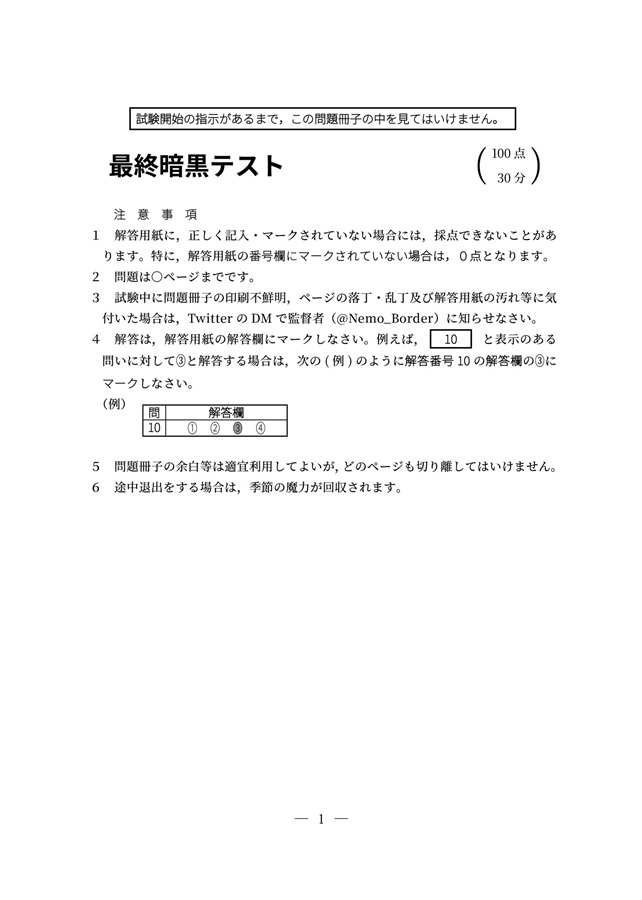 試験開始の指示があるまで，この問題冊子の中を見てはいけません。
最終暗黒テスト
100 点
30 分
注 意 事 項
1 解答用紙に，正しく記入・マークされていない場合には，採点できないことがあ
ります。特に，解答用紙の番号欄にマークされていない場合は，０点となります。
2 問題は○ページまでです。
3 試験中に問題冊子の印刷不鮮明，ページの落丁・乱丁及び解答用紙の汚れ等に気
付いた場合は，Twitter の DM で監督者（@Nemo_Border）に知らせなさい。
4 解答は，解答用紙の解答欄にマークしなさい。例えば， 10 と表示のある
問いに対して③と解答する場合は，次の ( 例 ) のように解答番号 10 の解答欄の③に
マークしなさい。
（例）
問 解答欄
10 ① ② ③ ④
5 問題冊子の余白等は適宜利用してよいが, どのページも切り離してはいけません。
6 途中退出をする場合は，季節の魔力が回収されます。
― 1 ―